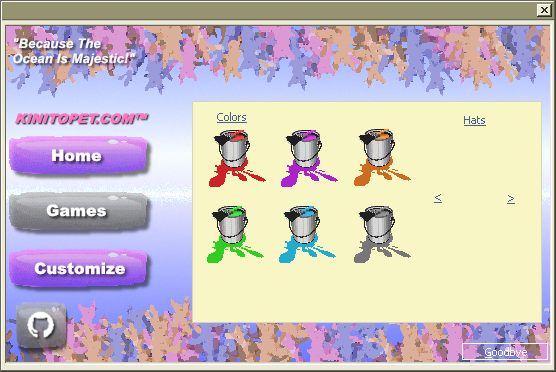 "Because The
Ocean Is Majestic!"
KINITOPET.COM™
Home
Games
Customize
Colors
Hats
<
>
Goodbye